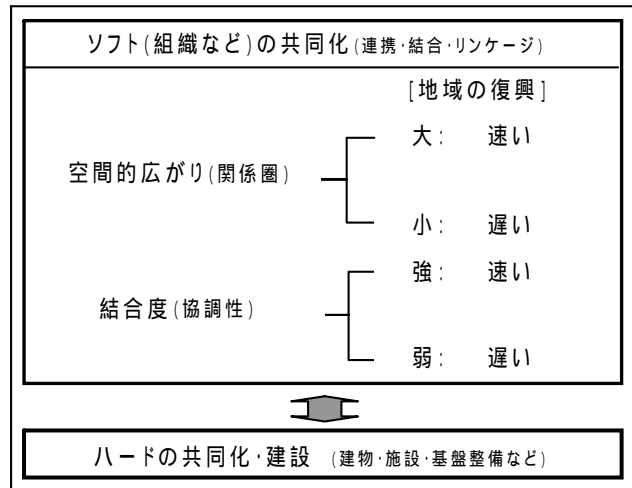 ソフト(組織など)の共同化(連携・結合・リンケージ)
[地域の復興]
大: 速い
空間的広がり(関係圏)
小: 遅い
強: 速い
結合度(協調性)
弱: 遅い
ハードの共同化・建設 (建物・施設・基盤整備など)